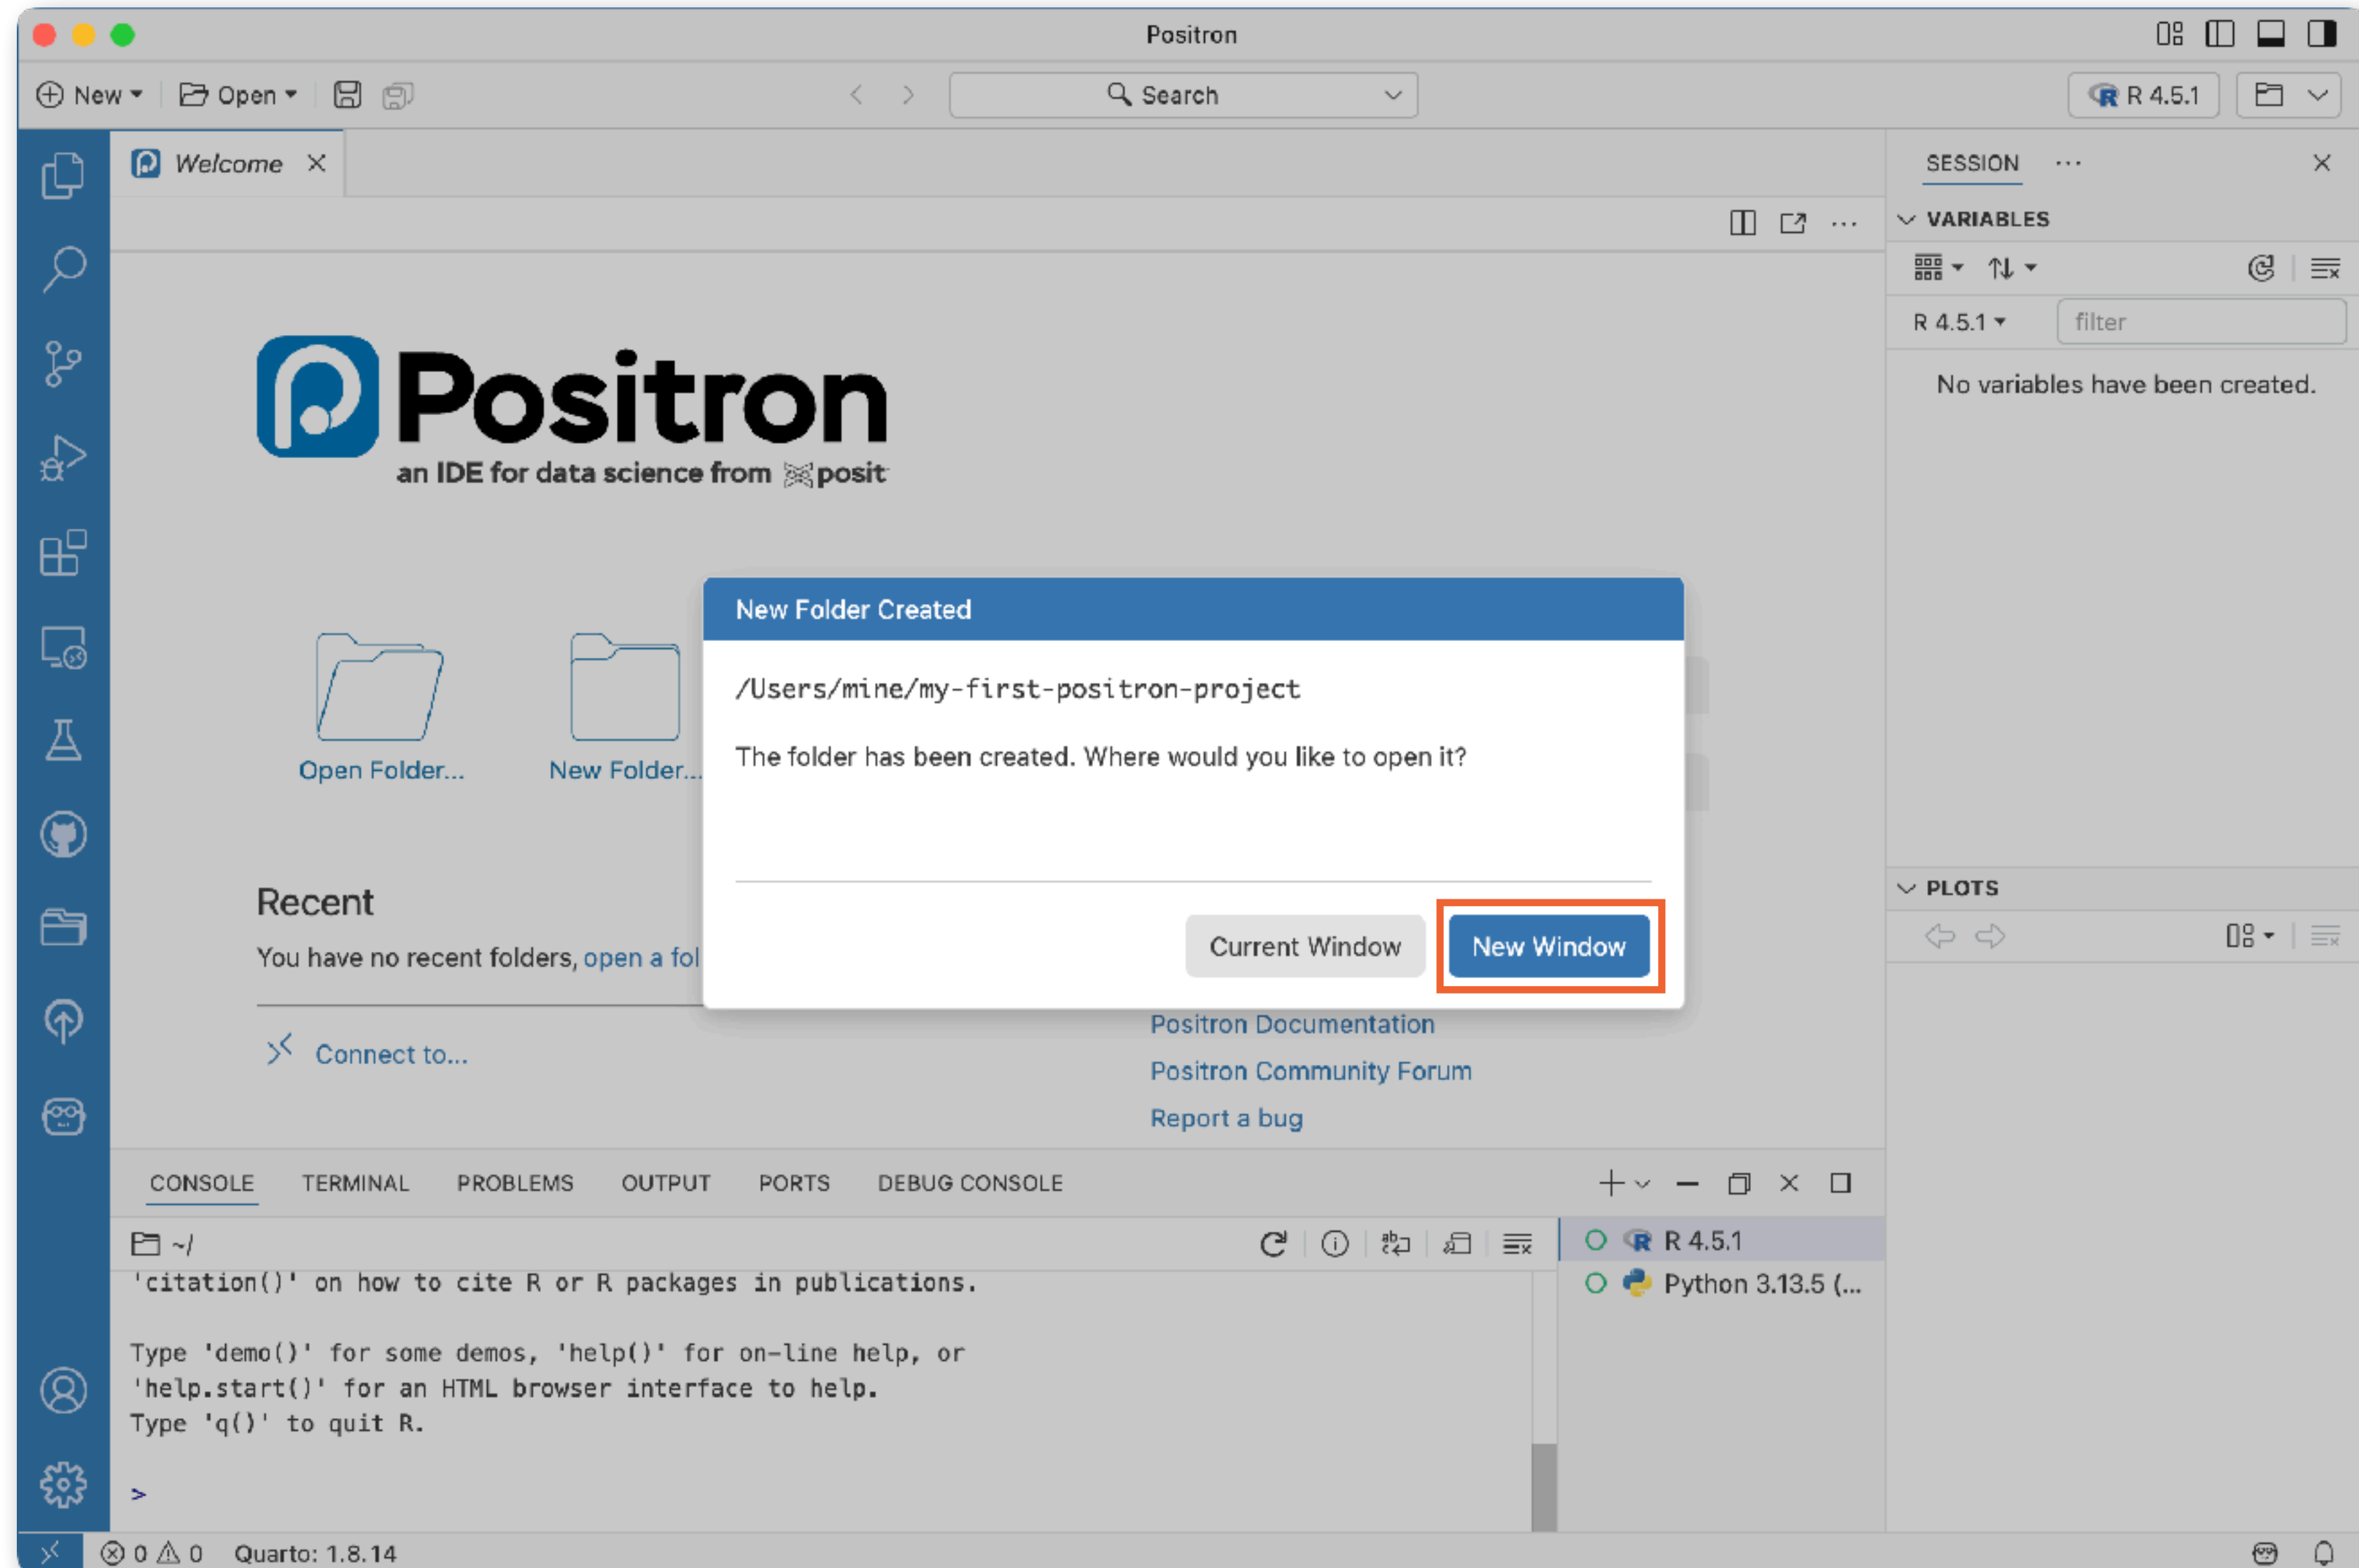 Positron
New
Open
Search
R 4.5.1
Welcome
SESSION
VARIABLES
R 4.5.1
filter
No variables have been created.
Positron
an IDE for data science from posit
New Folder Created
/Users/mine/my-first-positron-project
The folder has been created. Where would you like to open it?
Current Window
New Window
Open Folder...
New Folder...
Recent
You have no recent folders, open a fol
Connect to...
Positron Documentation
Positron Community Forum
Report a bug
PLOTS
CONSOLE TERMINAL PROBLEMS OUTPUT PORTS DEBUG CONSOLE
~/
'citation()' on how to cite R or R packages in publications.
Type 'demo()' for some demos, 'help()' for on-line help, or
'help.start()' for an HTML browser interface to help.
Type 'q()' to quit R.
>
R 4.5.1
Python 3.13.5 (...
0 0 Quarto: 1.8.14